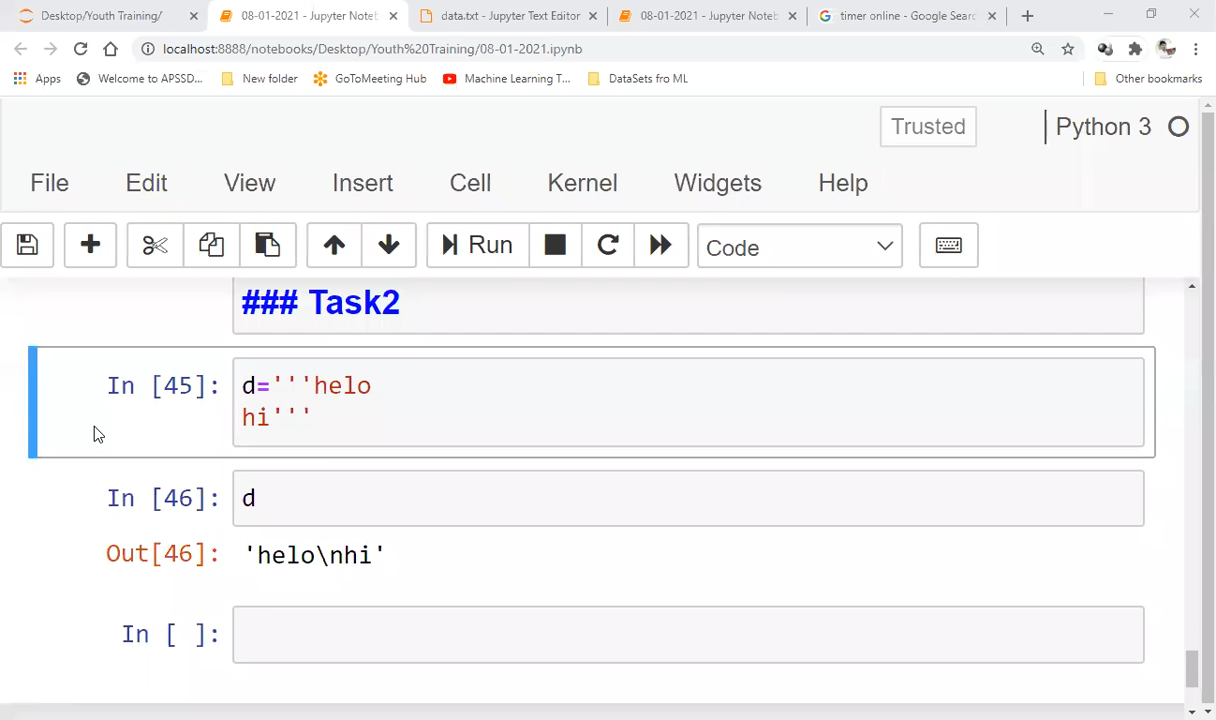 Desktop/Youth Training/
08-01-2021 - Jupyter Noteb
data.txt - Jupyter Text Editor
08-01-2021 - Jupyter Noteb
timer online - Google Searc
localhost:8888/notebooks/Desktop/Youth%20Training/08-01-2021.ipynb
Apps
Welcome to APSSD...
New folder
GoToMeeting Hub
Machine Learning T...
DataSets fro ML
Other bookmarks
Trusted
Python 3
File
Edit
View
Insert
Cell
Kernel
Widgets
Help
Run
Code
### Task2
In [45]: d='''helo
hi'''
In [46]: d
Out[46]: 'helo\nhi'
In [ ]: